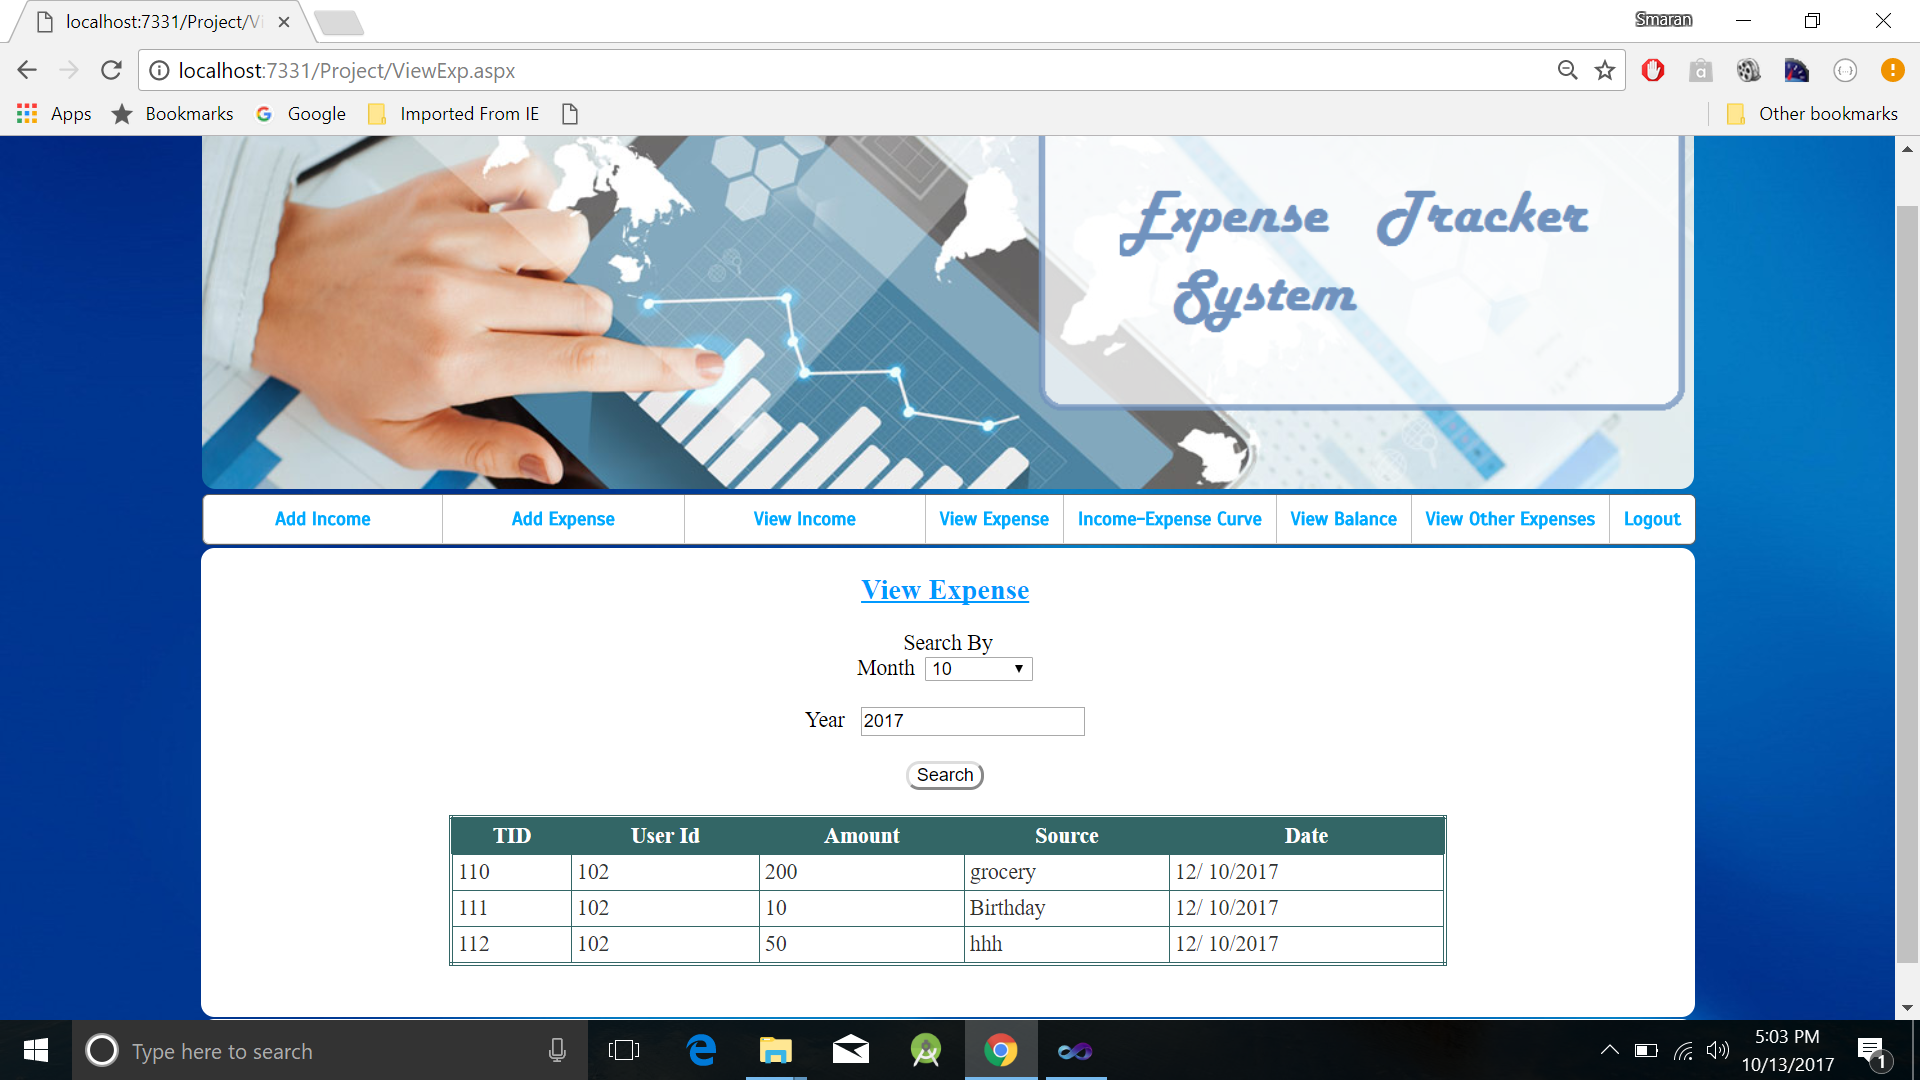 localhost:7331/Project/Vi
Smaran
localhost:7331/Project/ViewExp.aspx
Apps Bookmarks Google Imported From IE Other bookmarks
Expense Tracker
System
Add Income Add Expense View Income View Expense Income-Expense Curve View Balance View Other Expenses Logout
View Expense
Search By
Month 10
Year 2017
Search
TID User Id Amount Source Date
110 102 200 grocery 12/ 10/2017
111 102 10 Birthday 12/ 10/2017
112 102 50 hhh 12/ 10/2017
Type here to search
5:03 PM
10/13/2017
1